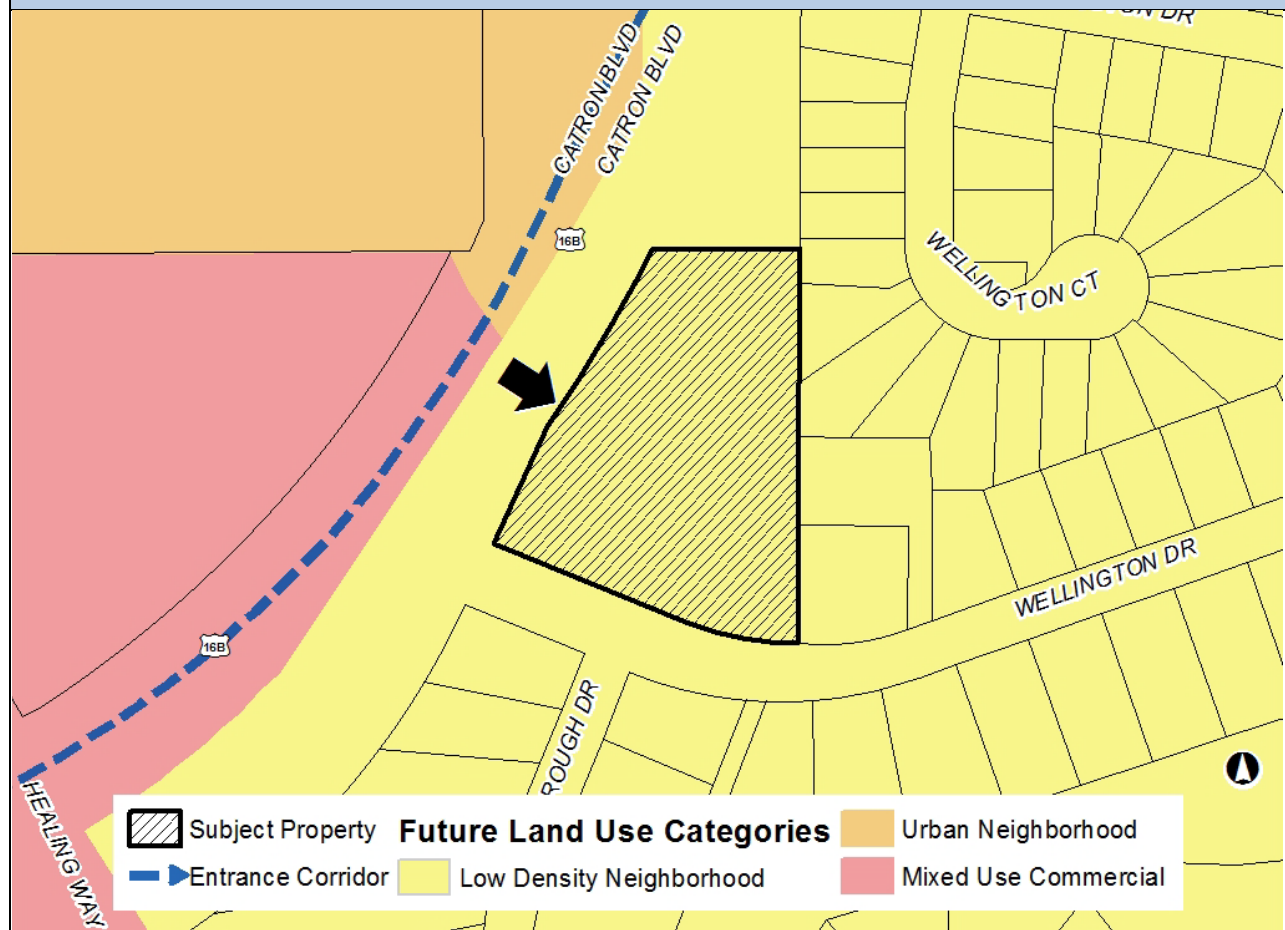 CATRON BLVD
CATRON BLVD
16B
WELLINGTON CT
WELLINGTON DR
16B
ROUGH DR
HEALING WAY
Subject Property
Future Land Use Categories
Urban Neighborhood
Entrance Corridor
Low Density Neighborhood
Mixed Use Commercial